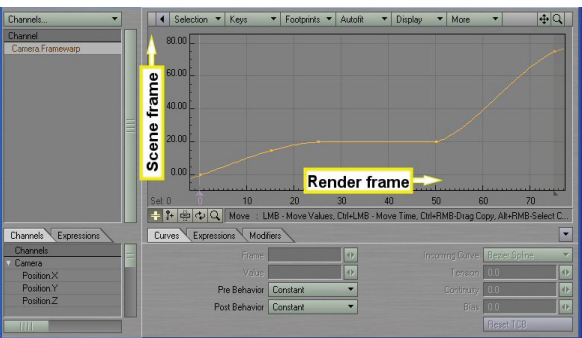 Channels... Selection Keys Footprints Autofit Display More
Channel
Camera.Framewarp
80.00
60.00
40.00
20.00
0.00
Scene frame
Render frame
Sel: 0 0 10 20 30 40 50 60 70
Move : LMB - Move Values, Ctrl+LMB - Move Time, Ctrl+RMB-Drag Copy, Alt+RMB-Select C...
Channels Expressions
Curves Expressions Modifiers
Channels
Camera
Position.X
Position.Y
Position.Z
Frame
Value
Pre Behavior Constant
Post Behavior Constant
Incoming Curve Bezier Spline
Tension 0.0
Continuity 0.0
Bias 0.0
Reset TCB